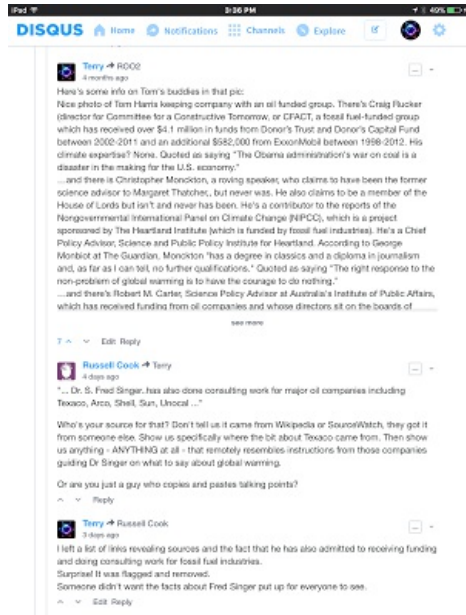 iPad
3:36 PM
49%
DISQUS Home Notifications Channels Exploring
Terry ROO2
4 months ago
Here's some info on Tom's buddies in that pic:
Nice photo of Tom Harris keeping company with an oil funded group. There's Craig Rucker
(director for Committee for a Constructive Tomorrow, or CFACT, a fossil fuel-funded group
which has received over $4.1 million in funds from Donor's Trust and Donor's Capital Fund
between 2002-2011 and an additional $582,000 from ExxonMobil between 1998-2012. His
climate expertise? None. Quoted as saying "The Obama administration's war on coal is a
disaster in the making for the U.S. economy."
...and there is Christopher Monckton, a roving speaker, who claims to have been the former
science advisor to Margaret Thatcher,, but never was. He also claims to be a member of the
House of Lords but isn't and never has been. He's a contributor to the reports of the
Nongovernmental International Panel on Climate Change (NIPCC), which is a project
sponsored by The Heartland Institute (which is funded by fossil fuel industries). He's a Chief
Policy Advisor, Science and Public Policy Institute for Heartland. According to George
Monbiot at The Guardian, Monckton "has a degree in classics and a diploma in journalism
and, as far as I can tell, no further qualifications." Quoted as saying "The right response to the
non-problem of global warming is to have the courage to do nothing."
...and there's Robert M. Carter, Science Policy Advisor at Australia's Institute of Public Affairs,
which has received funding from oil companies and whose directors sit on the boards of
see more
7 Edit Reply
Russell Cook Terry
4 days ago
"... Dr. S. Fred Singer..has also done consulting work for major oil companies including
Texaco, Arco, Shell, Sun, Unocal ..."
Who's your source for that? Don't tell us it came from Wikipedia or SourceWatch, they got it
from someone else. Show us specifically where the bit about Texaco came from. Then show
us anything - ANYTHING at all - that remotely resembles instructions from those companies
guiding Dr Singer on what to say about global warming.
Or are you just a guy who copies and pastes talking points?
Reply
Terry Russell Cook
3 days ago
I left a list of links revealing sources and the fact that he has also admitted to receiving funding
and doing consulting work for fossil fuel industries.
Surprise! It was flagged and removed.
Someone didn't want the facts about Fred Singer put up for everyone to see.
Edit Reply